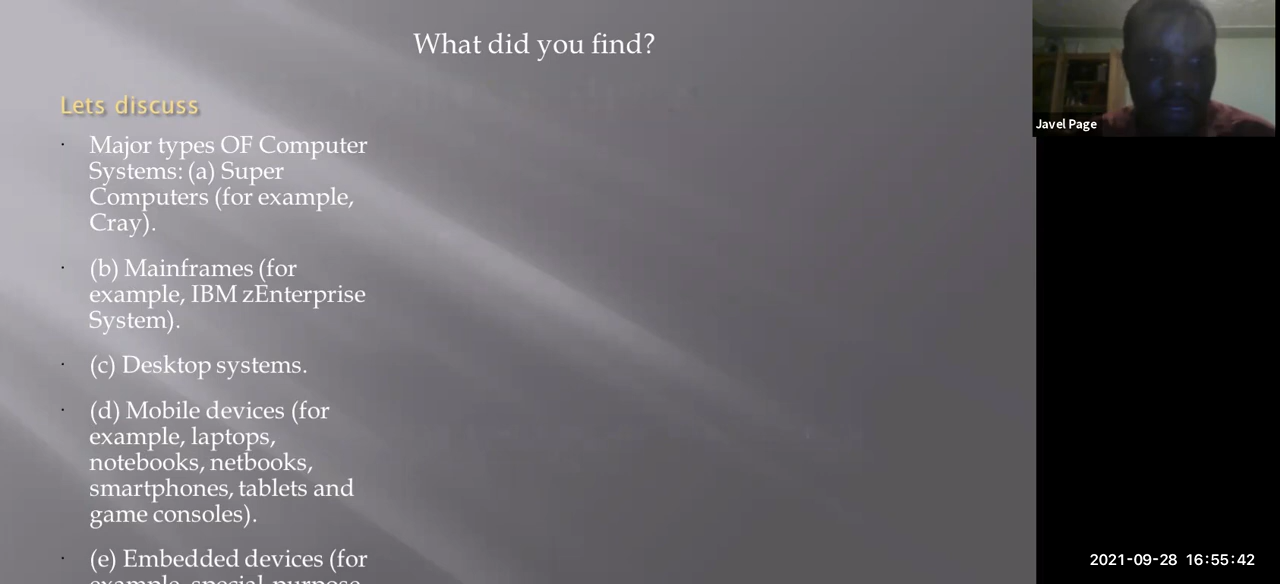 What did you find?
Lets discuss
· Major types OF Computer
Systems: (a) Super
Computers (for example,
Cray).
· (b) Mainframes (for
example, IBM zEnterprise
System).
· (c) Desktop systems.
· (d) Mobile devices (for
example, laptops,
notebooks, netbooks,
smartphones, tablets and
game consoles).
· (e) Embedded devices (for
example, special-purpose
Javel Page
2021-09-28 16:55:42